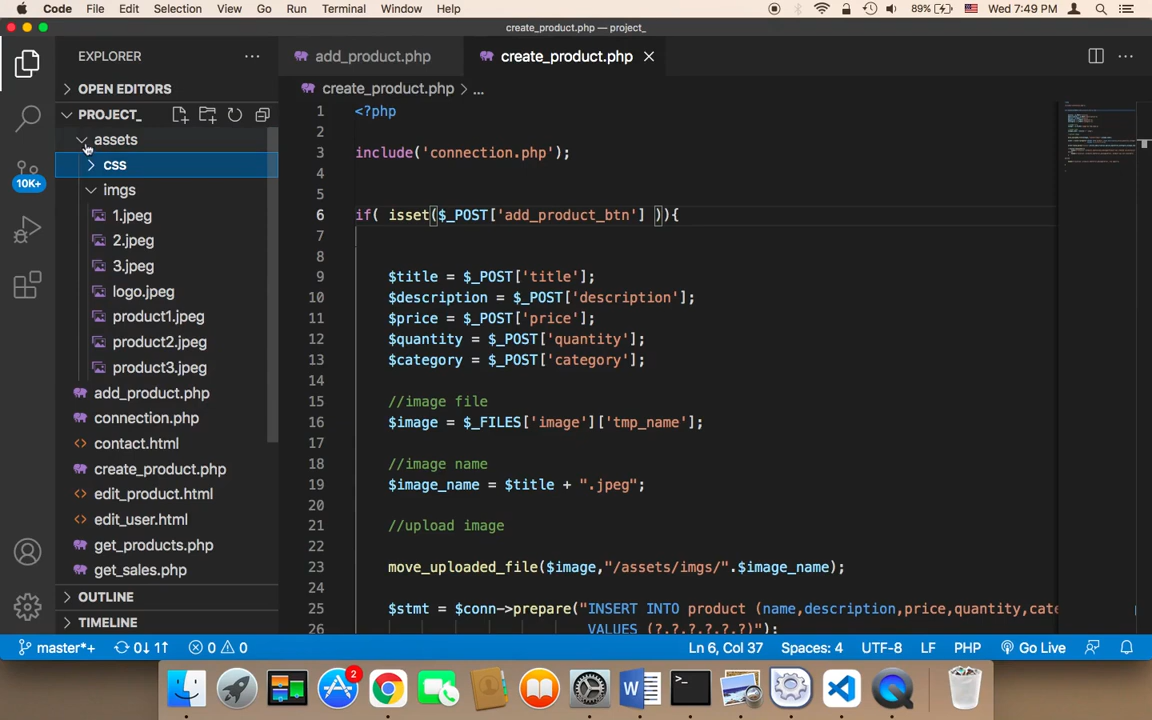 Code File Edit Selection View Go Run Terminal Window Help 89% Wed 7:49 PM
create_product.php — project_
EXPLORER
add_product.php
create_product.php
OPEN EDITORS
create_product.php > ...
PROJECT_
assets
css
imgs
1.jpeg
2.jpeg
3.jpeg
logo.jpeg
product1.jpeg
product2.jpeg
product3.jpeg
add_product.php
connection.php
contact.html
create_product.php
edit_product.html
edit_user.html
get_products.php
get_sales.php
OUTLINE
TIMELINE
10K+
1 <?php
2
3 include('connection.php');
4
5
6 if( isset($_POST['add_product_btn'] )){
7
8
9 $title = $_POST['title'];
10 $description = $_POST['description'];
11 $price = $_POST['price'];
12 $quantity = $_POST['quantity'];
13 $category = $_POST['category'];
14
15 //image file
16 $image = $_FILES['image']['tmp_name'];
17
18 //image name
19 $image_name = $title + ".jpeg";
20
21 //upload image
22
23 move_uploaded_file($image,"/assets/imgs/".$image_name);
24
25 $stmt = $conn->prepare("INSERT INTO product (name,description,price,quantity,cate
26 VALUES (?,?,?,?,?,?)");
master*+ 0↓ 1↑ 0 0 Ln 6, Col 37 Spaces: 4 UTF-8 LF PHP Go Live
2